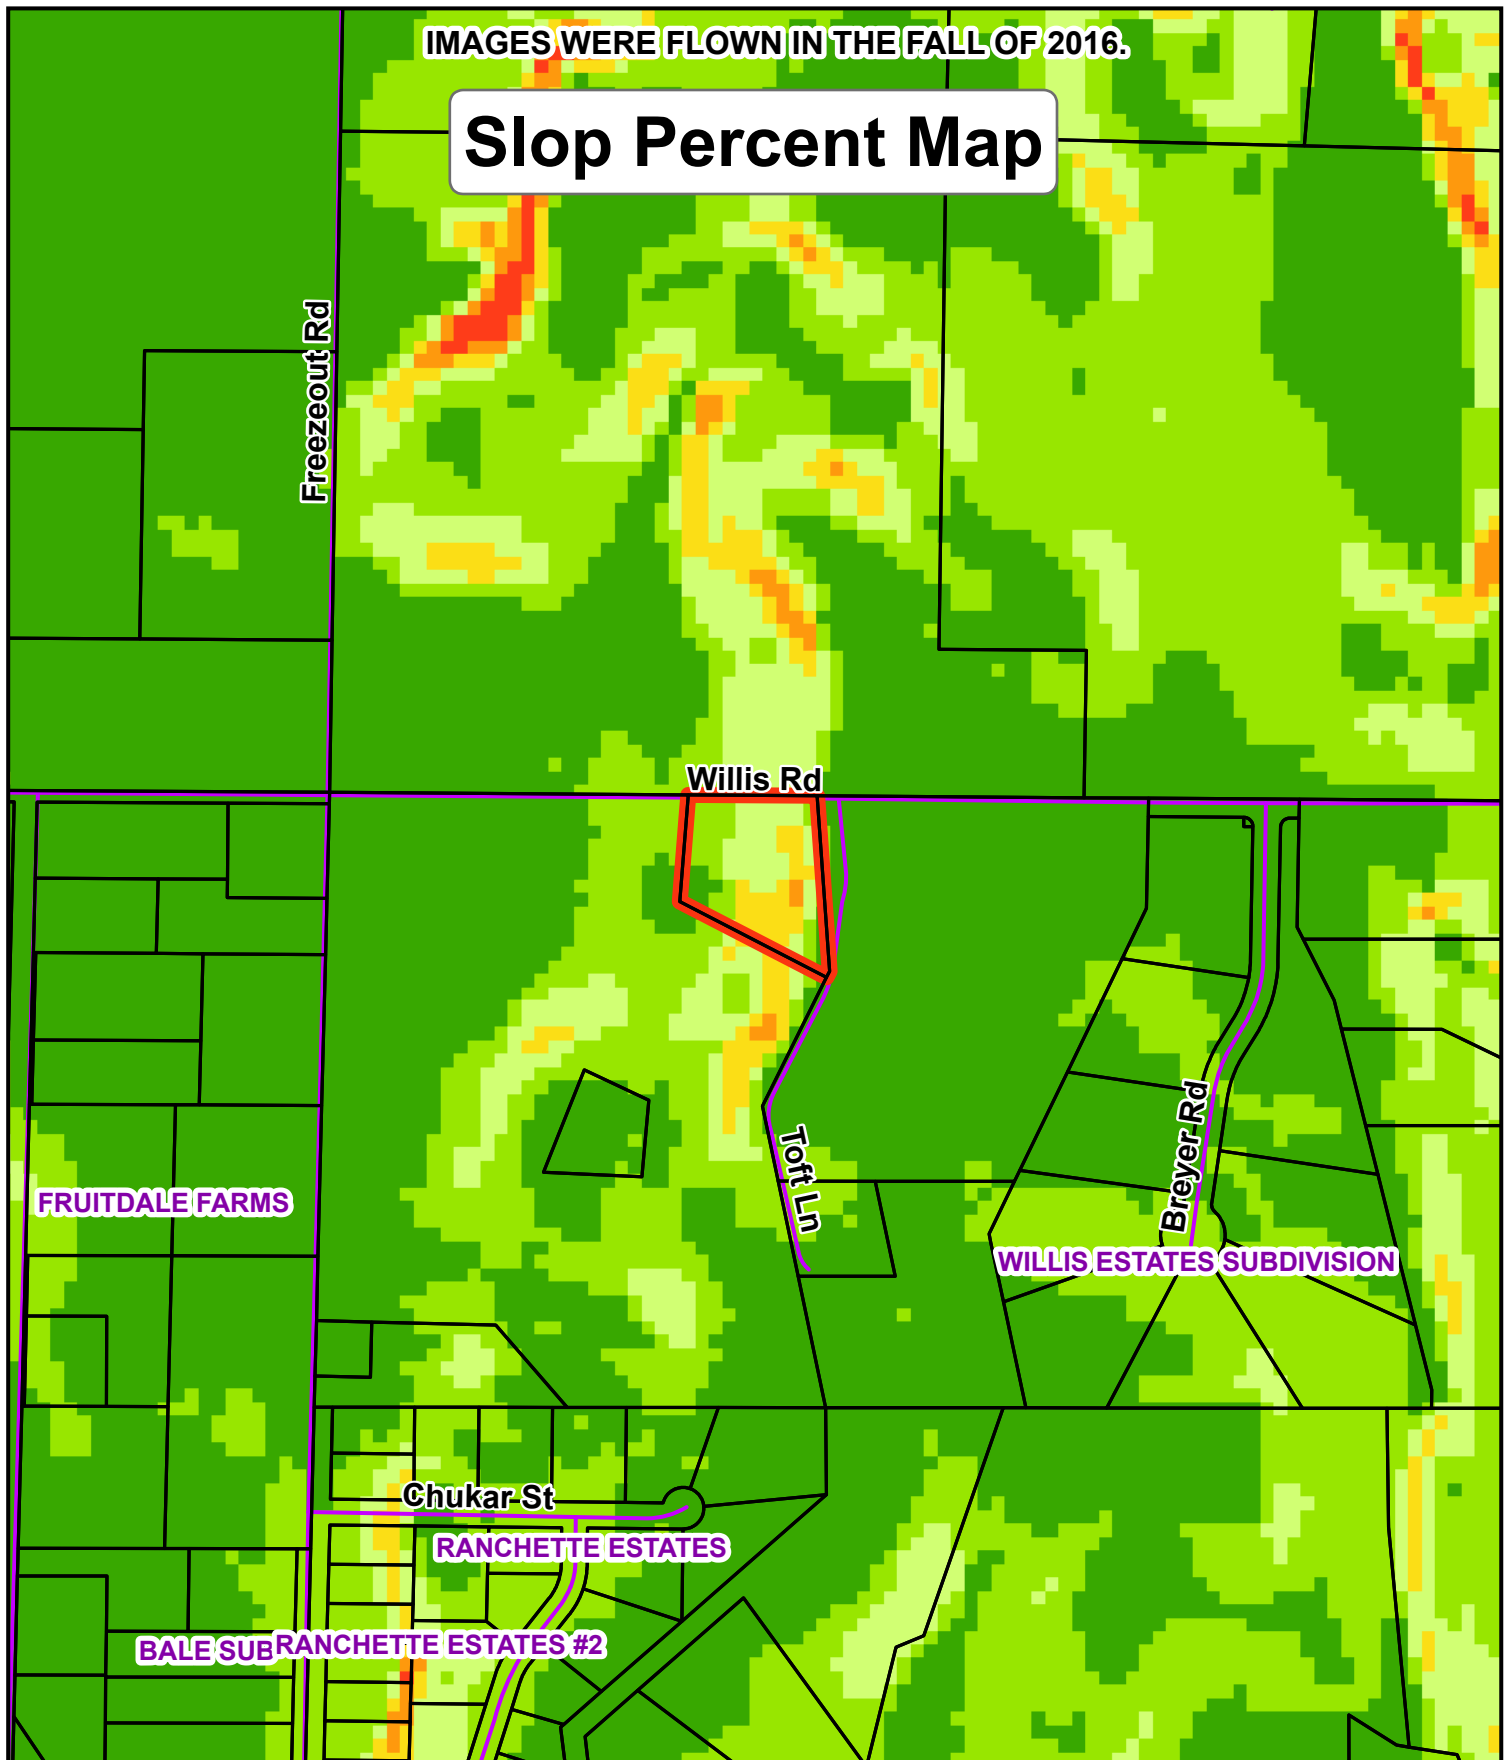 IMAGES WERE FLOWN IN THE FALL OF 2016.
Slop Percent Map
Freezeout Rd
Willis Rd
Breyer Rd
Toft Ln
FRUITDALE FARMS
WILLIS ESTATES SUBDIVISION
Chukar St
RANCHETTE ESTATES
BALE SUB
RANCHETTE ESTATES #2